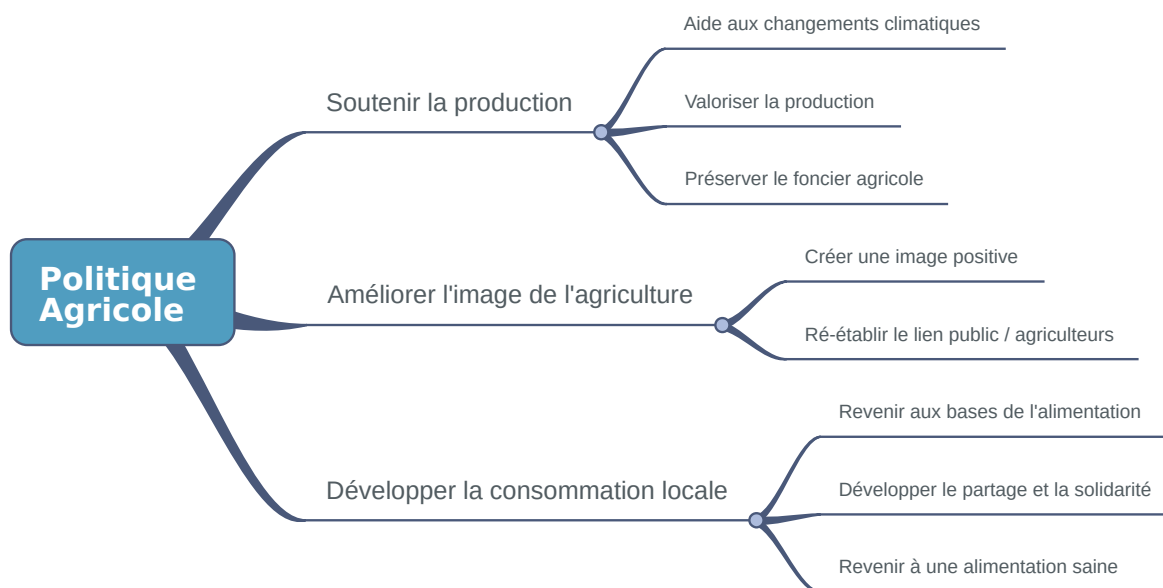 Aide aux changements climatiques
Soutenir la production
Valoriser la production
Préserver le foncier agricole
Politique
Agricole
Créer une image positive
Améliorer l'image de l'agriculture
Ré-établir le lien public / agriculteurs
Revenir aux bases de l'alimentation
Développer la consommation locale
Développer le partage et la solidarité
Revenir à une alimentation saine